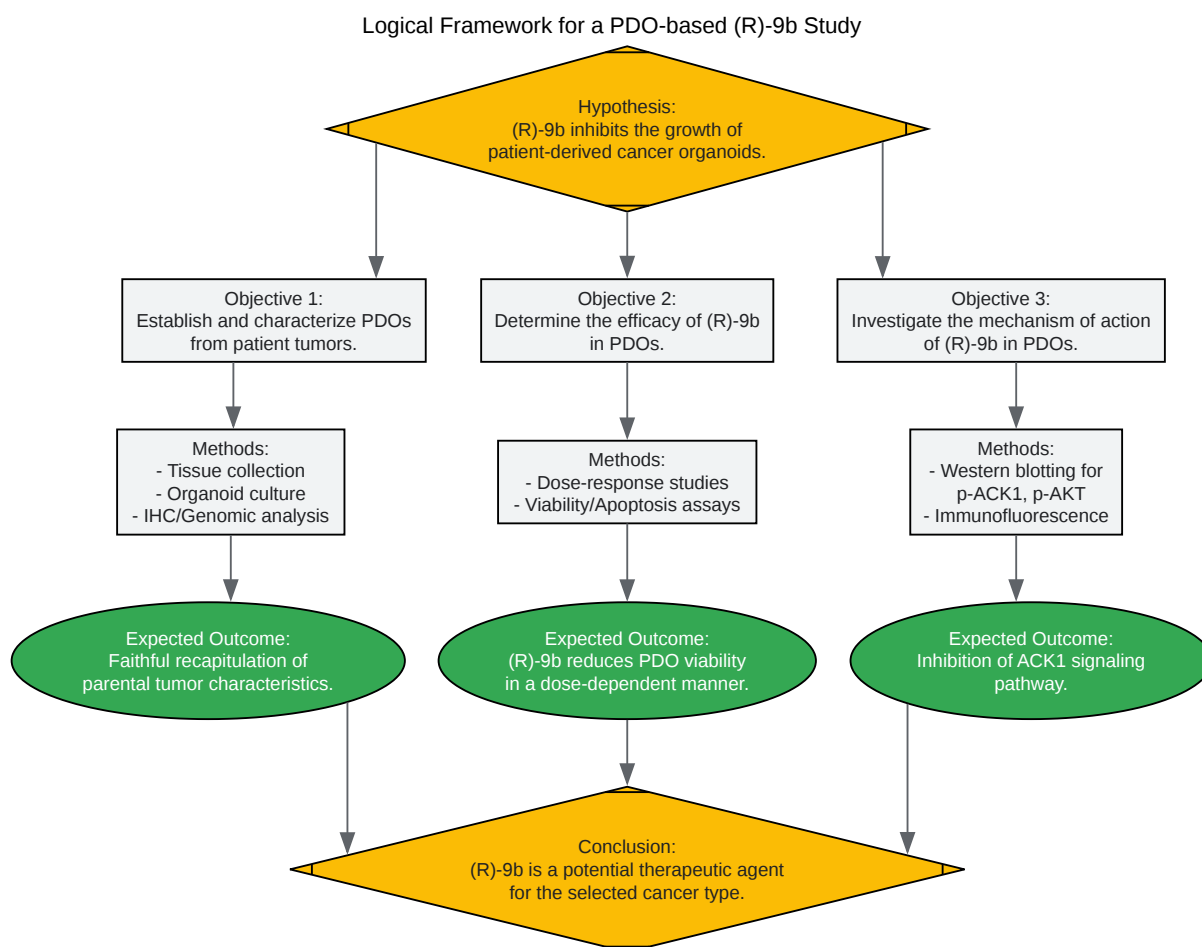 Logical Framework for a PDO-based (R)-9b Study
Hypothesis:
(R)-9b inhibits the growth of
patient-derived cancer organoids.
Objective 1:
Establish and characterize PDOs
from patient tumors.
Objective 2:
Determine the efficacy of (R)-9b
in PDOs.
Objective 3:
Investigate the mechanism of action
of (R)-9b in PDOs.
Methods:
- Tissue collection
- Organoid culture
- IHC/Genomic analysis
Methods:
- Dose-response studies
- Viability/Apoptosis assays
Methods:
- Western blotting for
p-ACK1, p-AKT
- Immunofluorescence
Expected Outcome:
Faithful recapitulation of
parental tumor characteristics.
Expected Outcome:
(R)-9b reduces PDO viability
in a dose-dependent manner.
Expected Outcome:
Inhibition of ACK1 signaling
pathway.
Conclusion:
(R)-9b is a potential therapeutic agent
for the selected cancer type.